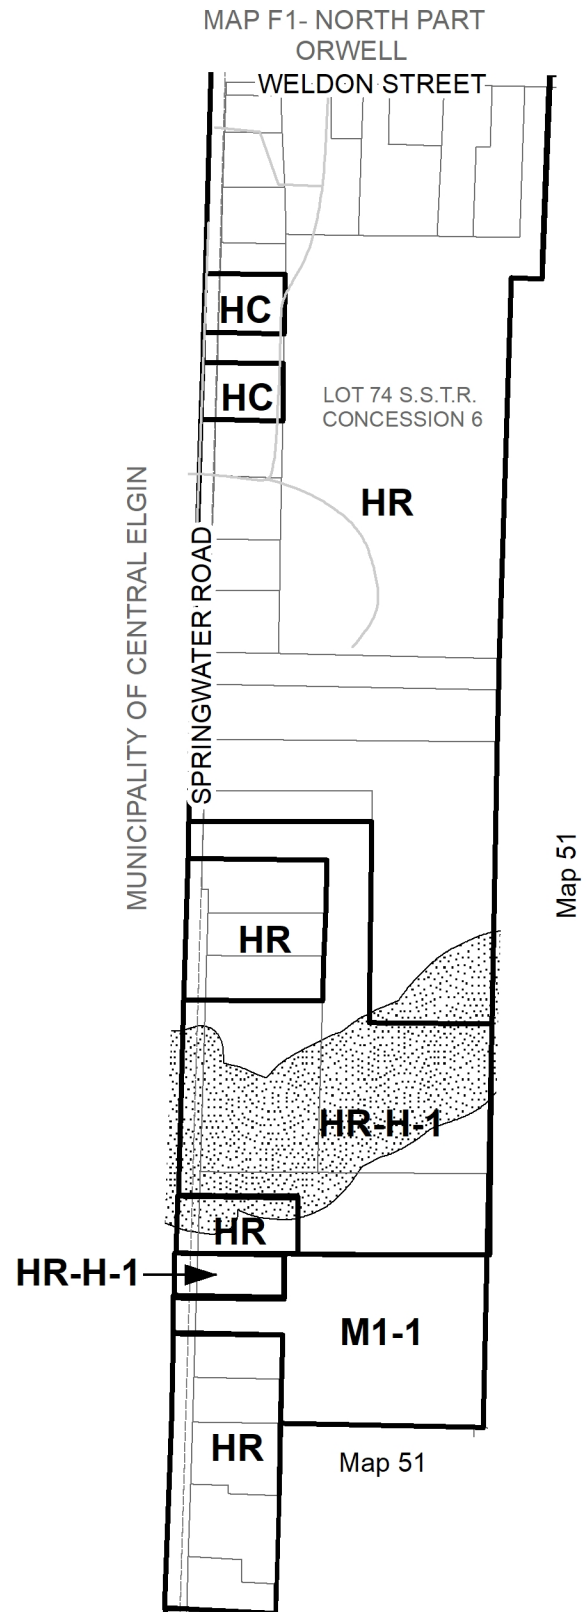 MAP F1- NORTH PART
ORWELL
WELDON STREET
HC
HC
LOT 74 S.S.T.R.
CONCESSION 6
HR
MUNICIPALITY OF CENTRAL ELGIN
SPRINGWATER ROAD
Map 51
HR
HR-H-1
HR
HR-H-1
M1-1
HR
Map 51